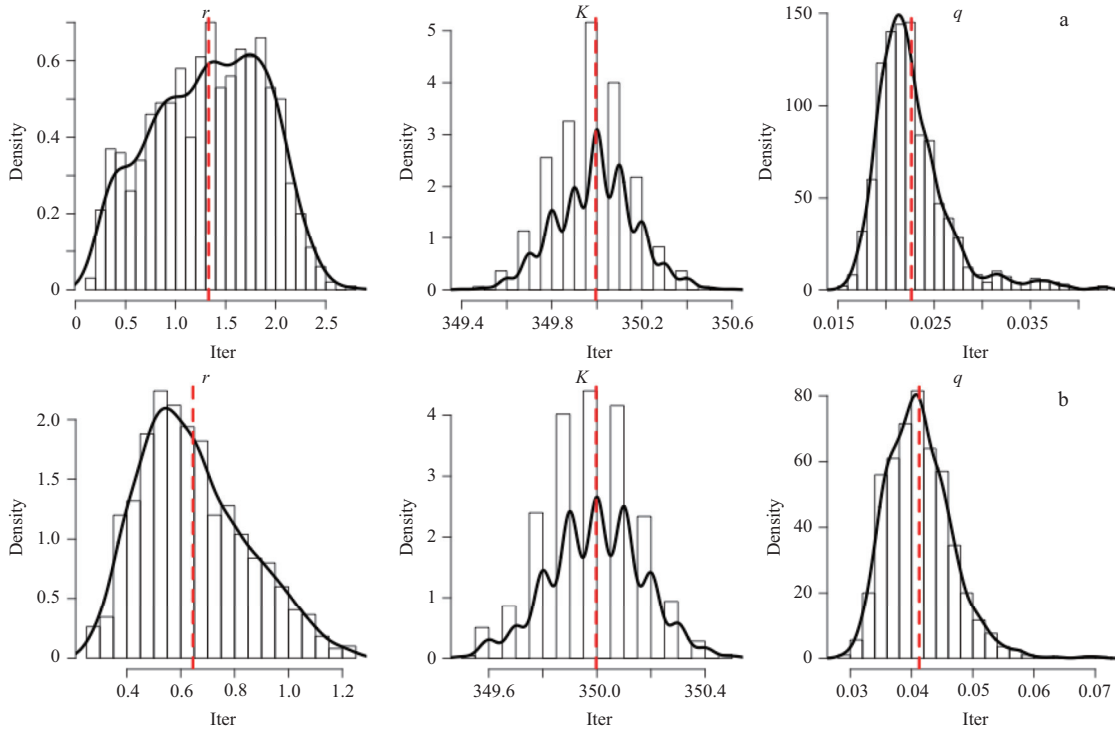 r
K
q
a
Density
0.6
0.4
0.2
0
0
0.5
1.0
1.5
2.0
2.5
Iter
Density
5
4
3
2
1
0
349.4
349.8
350.2
350.6
Iter
Density
150
100
50
0
0.015
0.025
0.035
Iter
r
K
q
b
Density
2.0
1.5
1.0
0.5
0
0.4
0.6
0.8
1.0
1.2
Iter
Density
4
3
2
1
0
349.6
350.0
350.4
Iter
Density
80
60
40
20
0
0.03
0.04
0.05
0.06
0.07
Iter